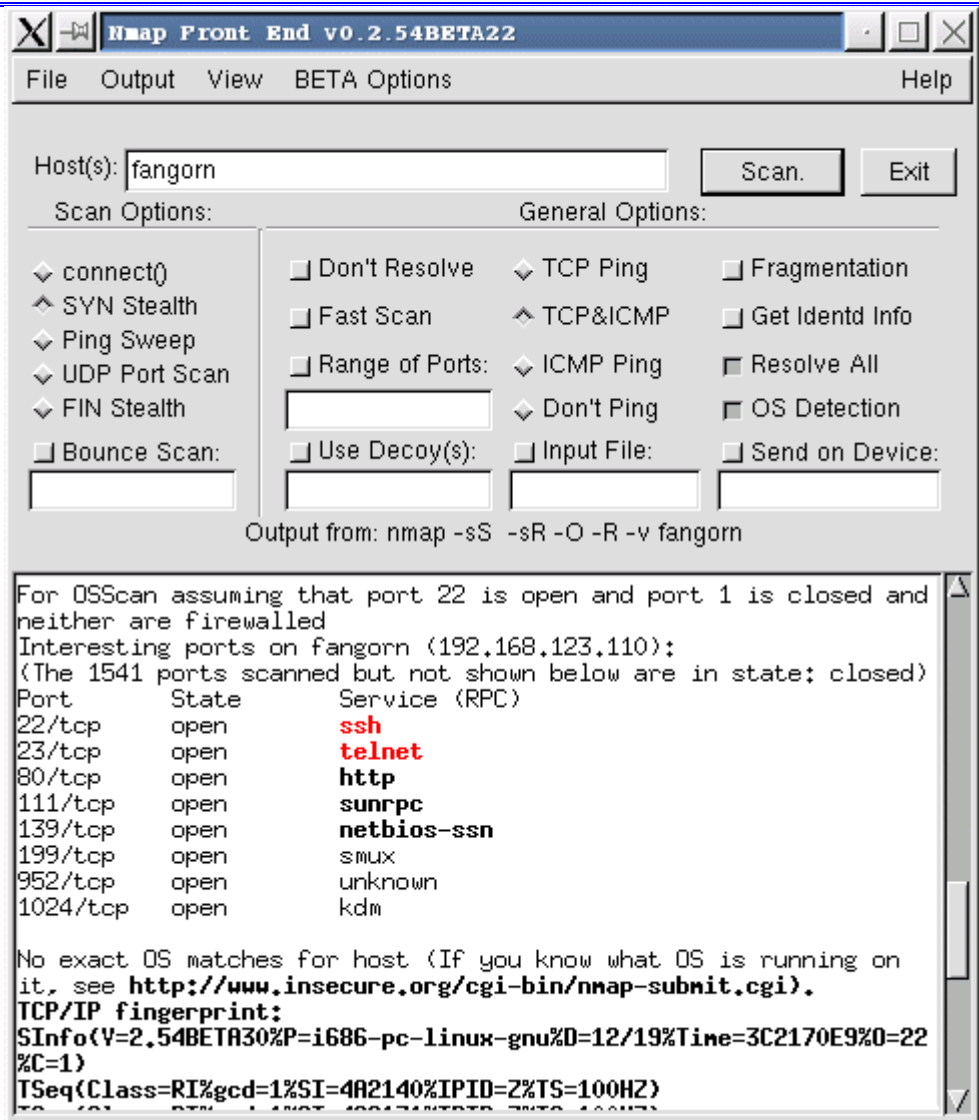 Nmap Front End v0.2.54BETA22
File Output View BETA Options Help
Host(s): fangorn Scan. Exit
Scan Options: General Options:
connect() Don't Resolve TCP Ping Fragmentation
SYN Stealth Fast Scan TCP&ICMP Get Identd Info
Ping Sweep Range of Ports: ICMP Ping Resolve All
UDP Port Scan
FIN Stealth Don't Ping OS Detection
Bounce Scan: Use Decoy(s): Input File: Send on Device:
Output from: nmap -sS -sR -O -R -v fangorn
For OSScan assuming that port 22 is open and port 1 is closed and
neither are firewalled
Interesting ports on fangorn (192.168.123.110):
(The 1541 ports scanned but not shown below are in state: closed)
Port State Service (RPC)
22/tcp open ssh
23/tcp open telnet
80/tcp open http
111/tcp open sunrpc
139/tcp open netbios-ssn
199/tcp open smux
952/tcp open unknown
1024/tcp open kdm
No exact OS matches for host (If you know what OS is running on
it, see http://www.insecure.org/cgi-bin/nmap-submit.cgi).
TCP/IP fingerprint:
SInfo(V=2.54BETA30%P=i686-pc-linux-gnu%D=12/19%Time=3C2170E9%O=22
%C=1)
TSeq(Class=RI%gcd=1%SI=4A2140%IPID=Z%TS=100HZ)